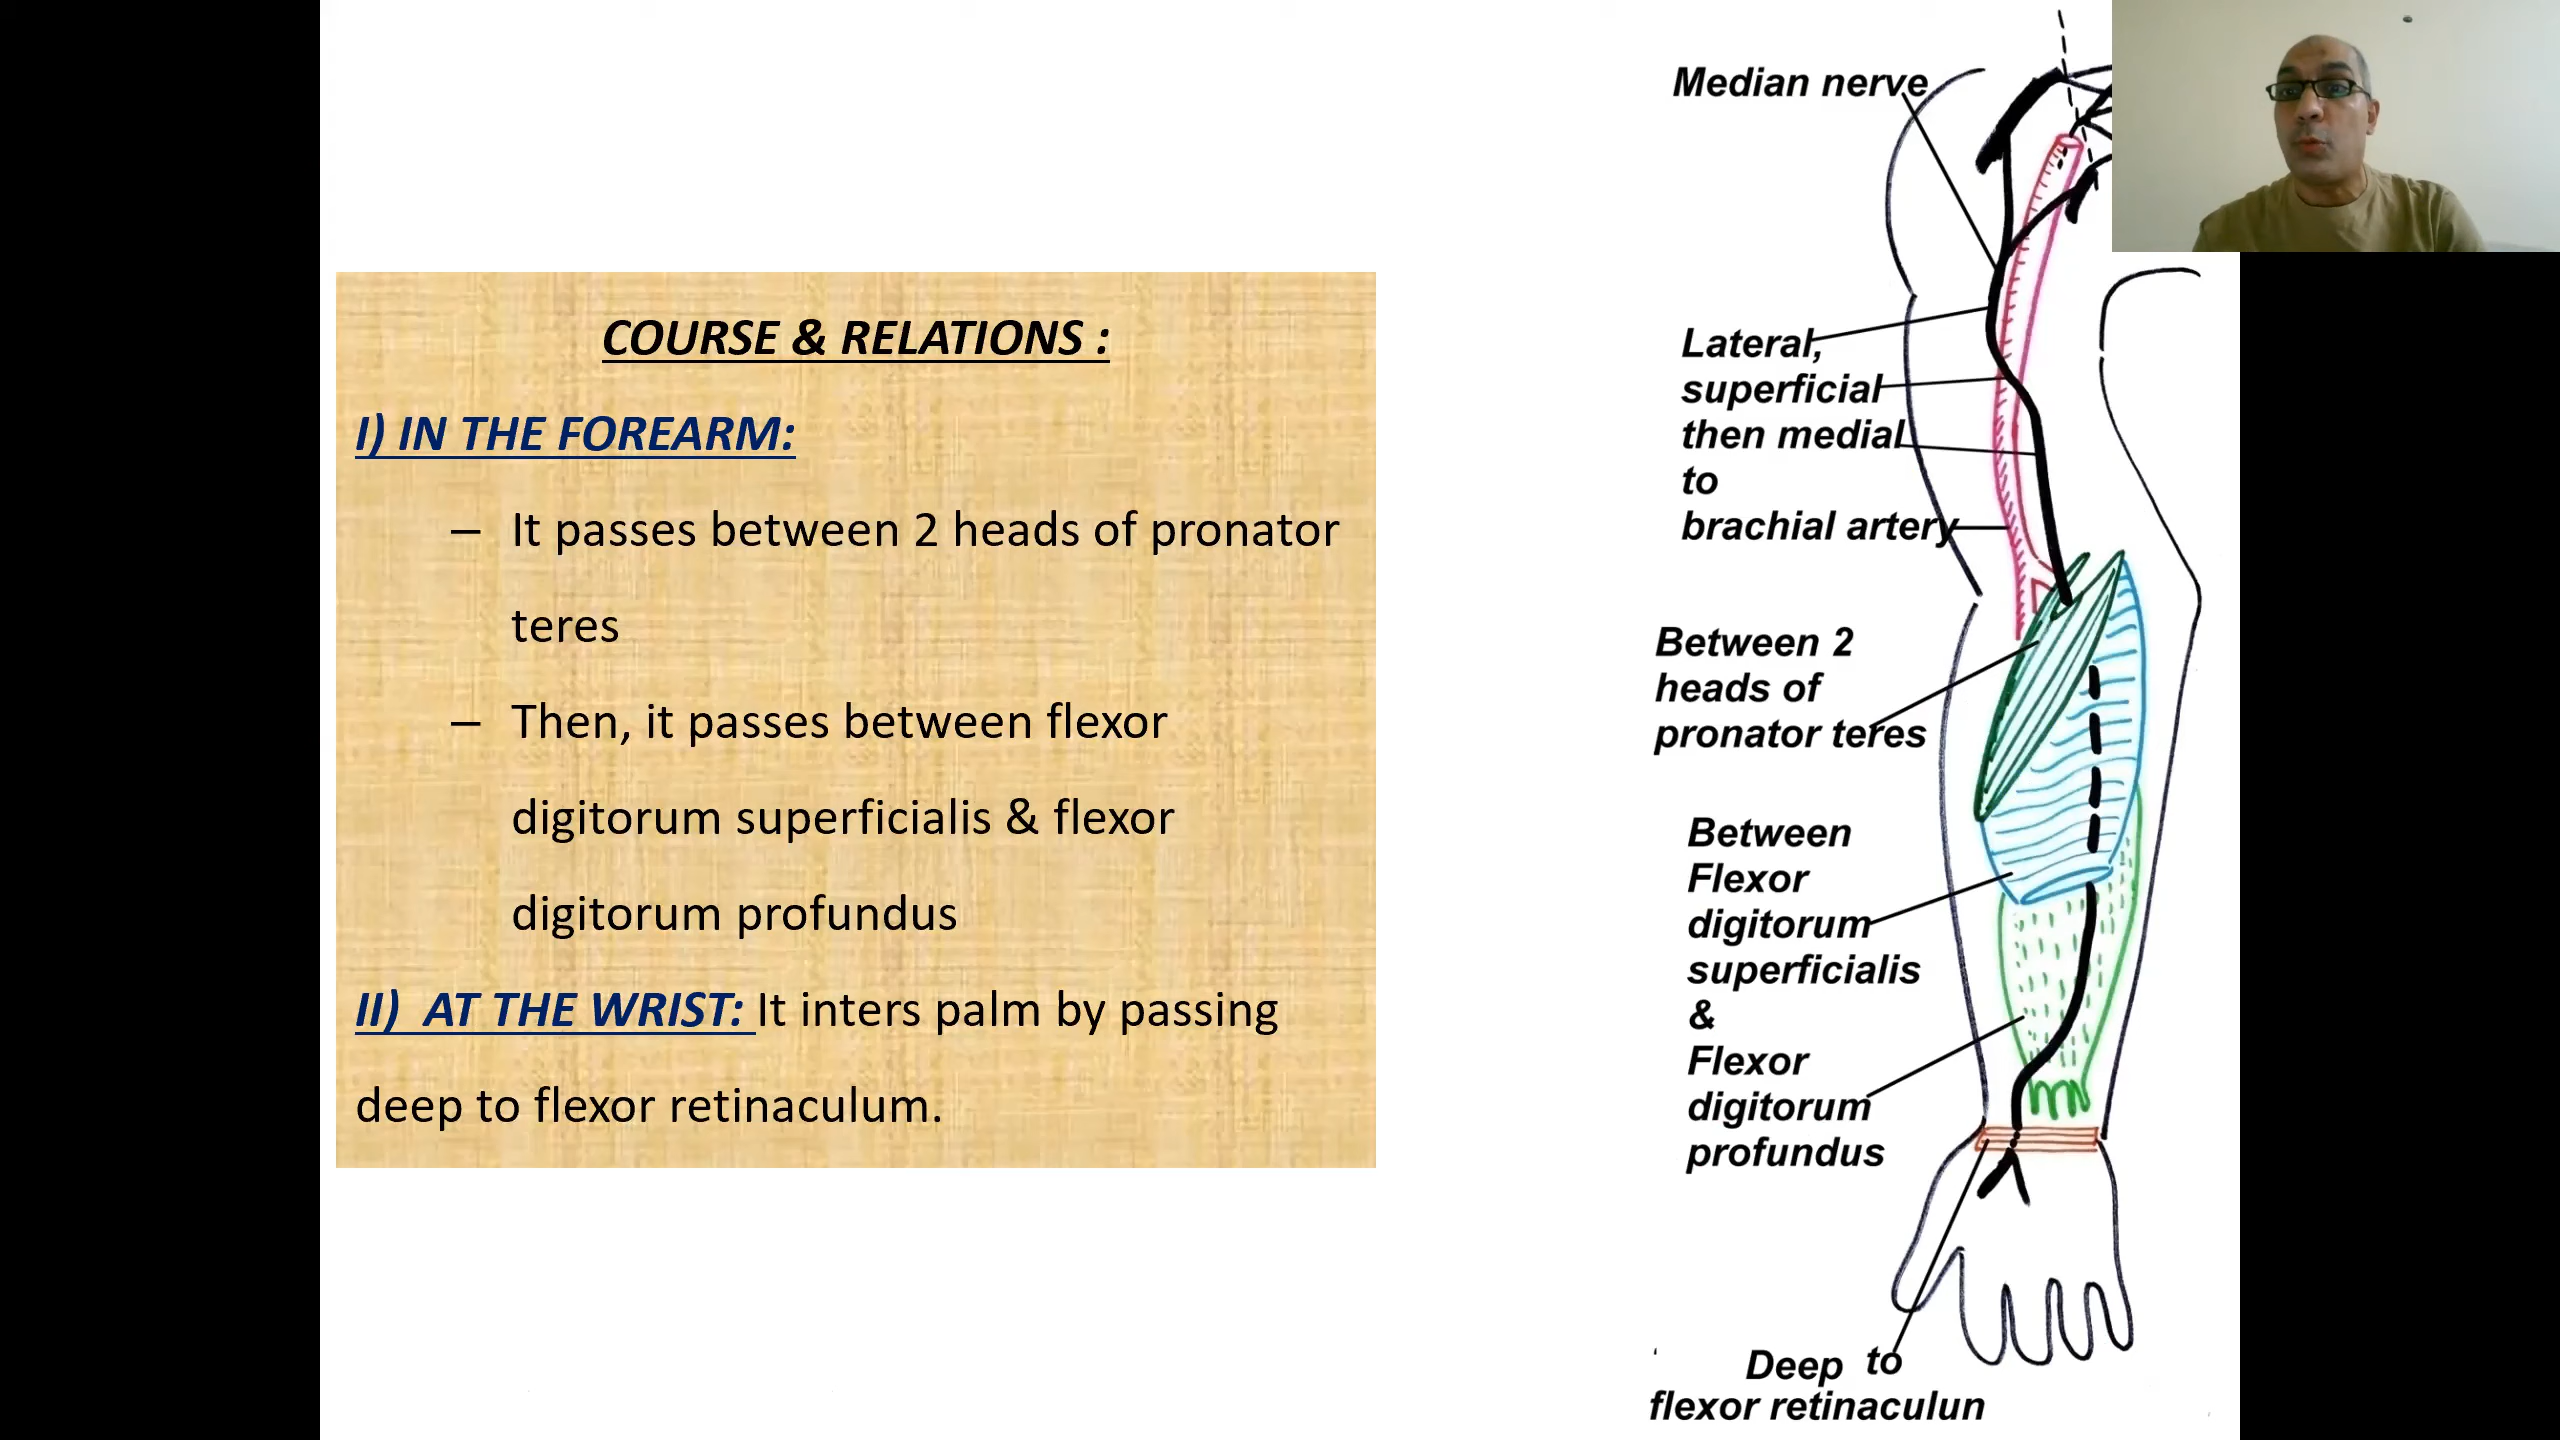 COURSE & RELATIONS :
I) IN THE FOREARM:
– It passes between 2 heads of pronator
teres
– Then, it passes between flexor
digitorum superficialis & flexor
digitorum profundus
II) AT THE WRIST: It inters palm by passing
deep to flexor retinaculum.
Median nerve
Lateral,
superficial
then medial
to
brachial artery
Between 2
heads of
pronator teres
Between
Flexor
digitorum
superficialis
&
Flexor
digitorum
profundus
Deep to
flexor retinaculun